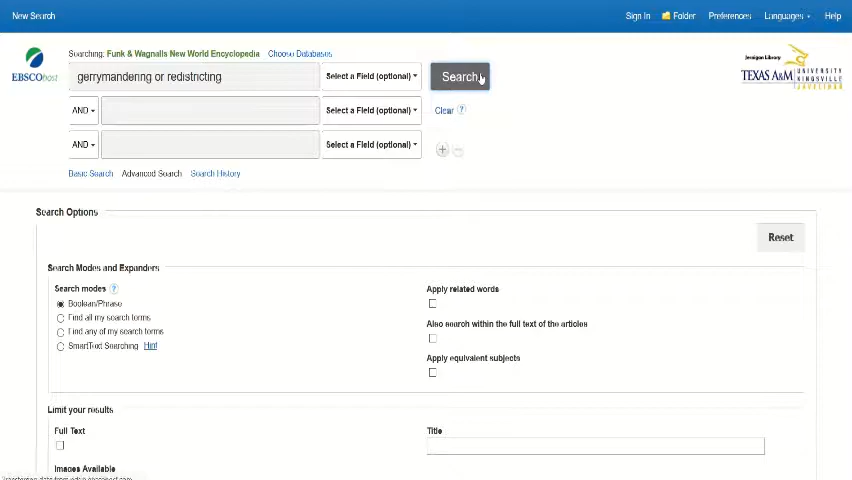 New Search
Sign In Folder Preferences Languages Help
Searching: Funk & Wagnalls New World Encyclopedia Choose Databases
EBSCOhost
gerrymandering or redistricting Select a Field (optional) Search
Jernigan Library
TEXAS A&M UNIVERSITY
KINGSVILLE
JAVELINAS
AND Select a Field (optional) Clear ?
AND Select a Field (optional)
Basic Search Advanced Search Search History
Search Options
Reset
Search Modes and Expanders
Search modes ?
Boolean/Phrase
Find all my search terms
Find any of my search terms
SmartText Searching Hint
Apply related words
Also search within the full text of the articles
Apply equivalent subjects
Limit your results
Full Text
Title
Images Available